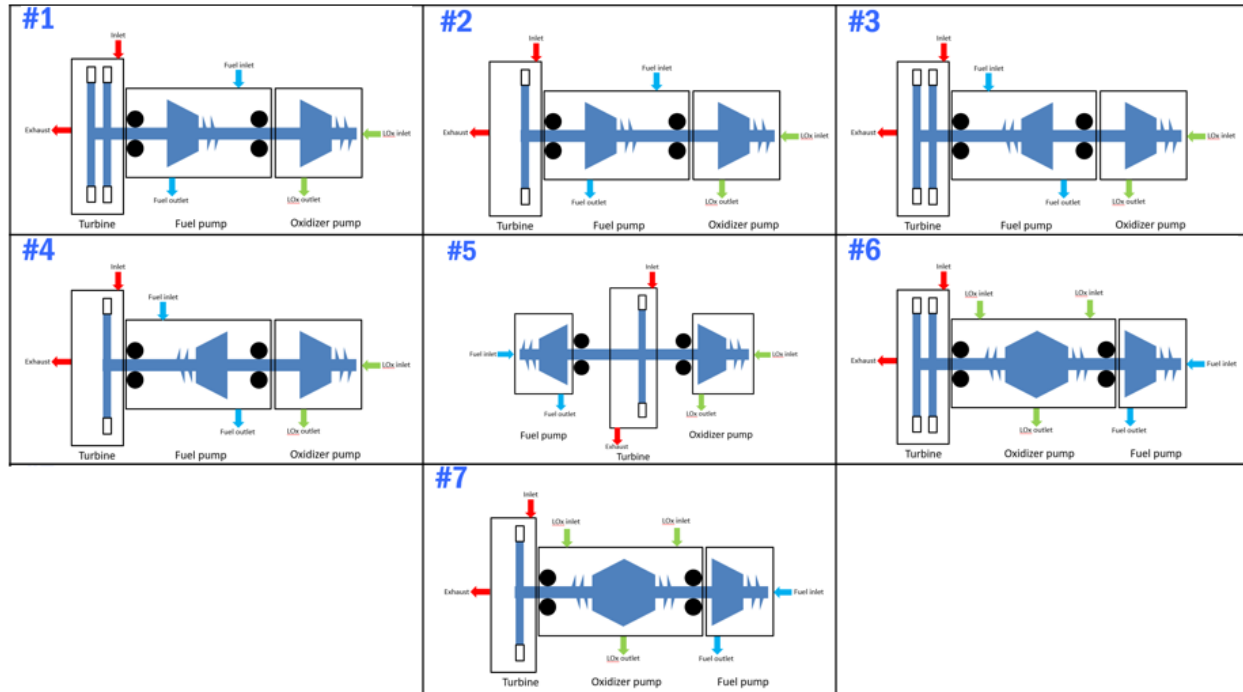 #1
Inlet
Fuel inlet
Exhaust
LOx inlet
Fuel outlet
LOx outlet
Turbine
Fuel pump
Oxidizer pump
#2
Inlet
Fuel inlet
Exhaust
LOx inlet
Fuel outlet
LOx outlet
Turbine
Fuel pump
Oxidizer pump
#3
Inlet
Fuel inlet
Exhaust
LOx inlet
Fuel outlet
LOx outlet
Turbine
Fuel pump
Oxidizer pump
#4
Inlet
Fuel inlet
Exhaust
LOx inlet
Fuel outlet
LOx outlet
Turbine
Fuel pump
Oxidizer pump
#5
Inlet
Fuel inlet
LOx inlet
Fuel outlet
LOx outlet
Fuel pump
Oxidizer pump
Exhaust
Turbine
#6
Inlet
LOx inlet
LOx inlet
Exhaust
Fuel inlet
LOx outlet
Fuel outlet
Turbine
Oxidizer pump
Fuel pump
#7
Inlet
LOx inlet
LOx inlet
Exhaust
Fuel inlet
LOx outlet
Fuel outlet
Turbine
Oxidizer pump
Fuel pump